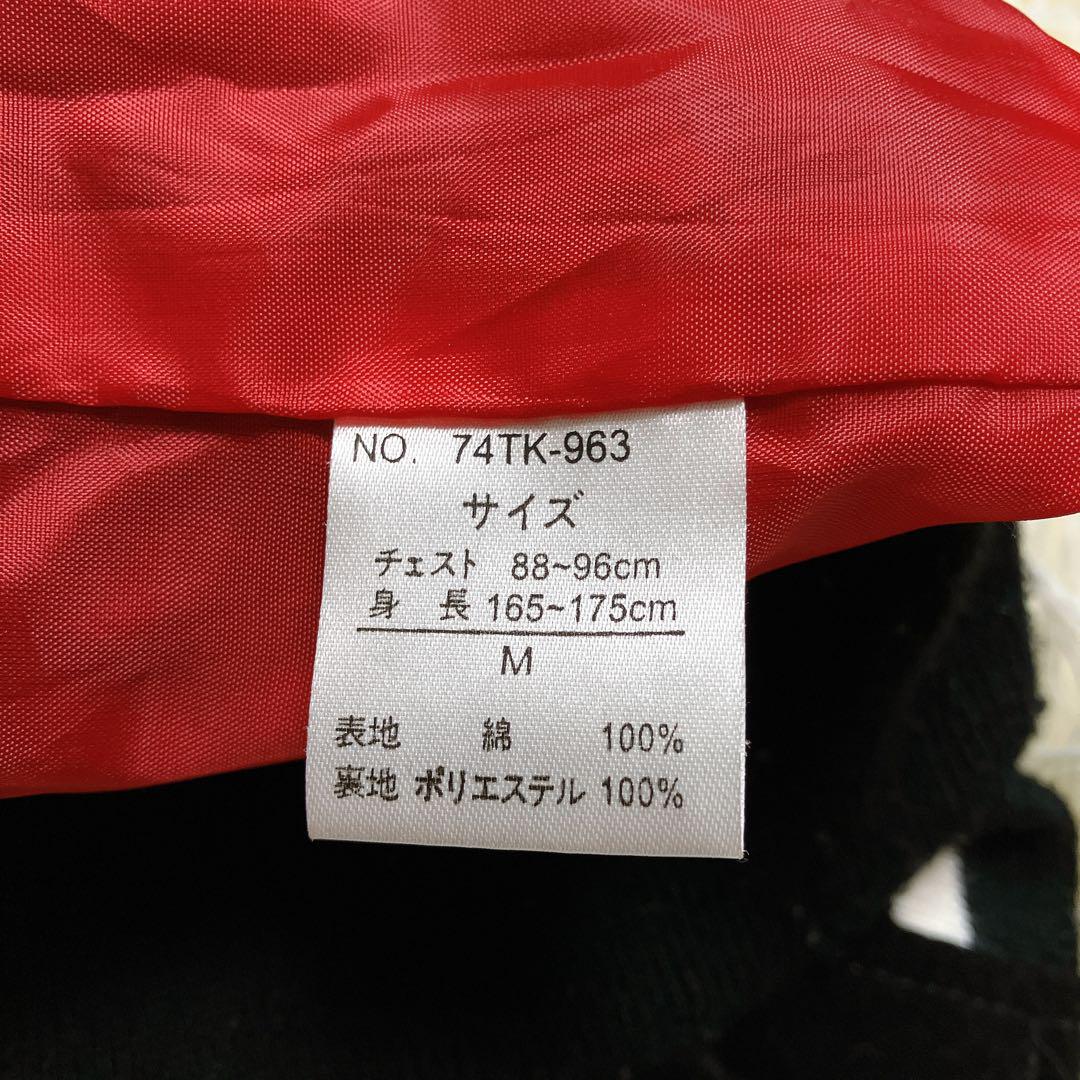 NO. 74TK-963
サイズ
チェスト 88~96cm
身 長 165~175cm
M
表地 綿 100%
裏地 ポリエステル 100%